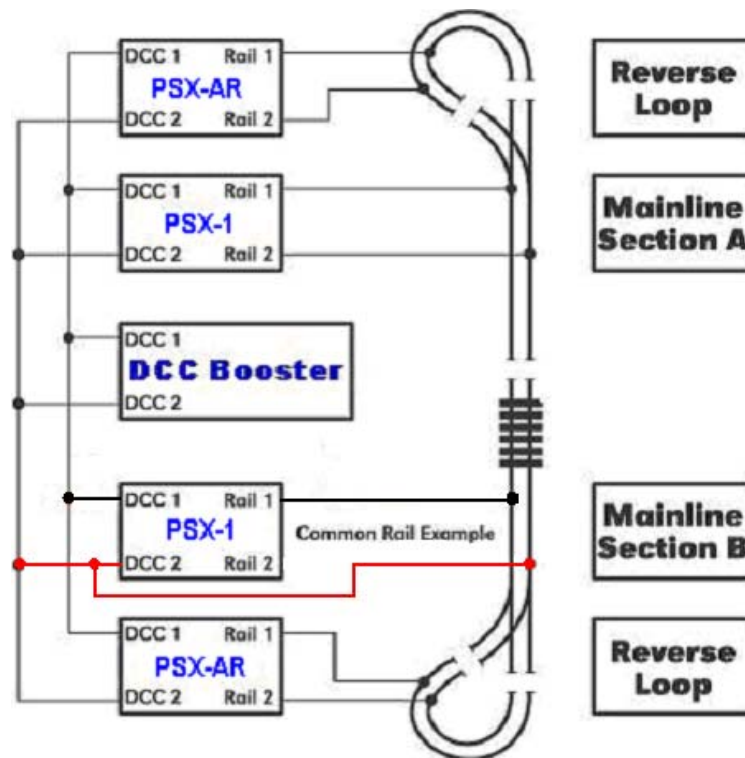 DCC 1 Rail 1
PSX-AR
DCC 2 Rail 2
Reverse
Loop
DCC 1 Rail 1
PSX-1
DCC 2 Rail 2
Mainline
Section A
DCC 1
DCC Booster
DCC 2
DCC 1 Rail 1
PSX-1
DCC 2 Rail 2
Common Rail Example
Mainline
Section B
DCC 1 Rail 1
PSX-AR
DCC 2 Rail 2
Reverse
Loop